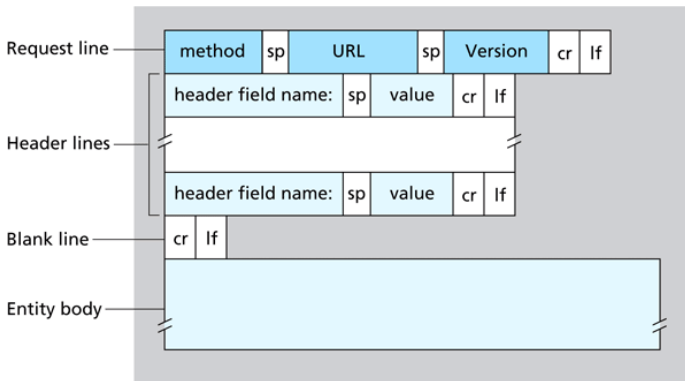 Request line method sp URL sp Version cr lf
header field name: sp value cr lf
Header lines
header field name: sp value cr lf
Blank line cr lf
Entity body